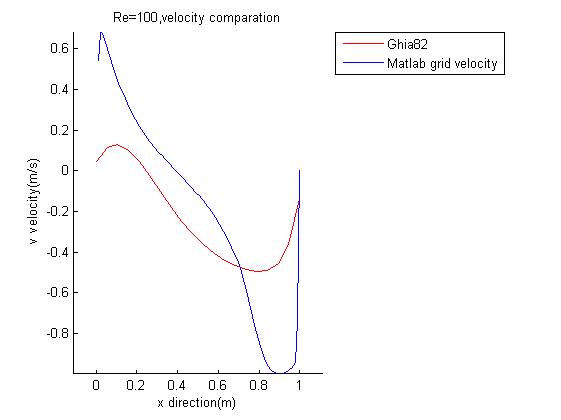 Re=100,velocity comparation
Ghia82
Matlab grid velocity
0.6
0.4
0.2
0
-0.2
-0.4
-0.6
-0.8
v velocity(m/s)
0 0.2 0.4 0.6 0.8 1
x direction(m)